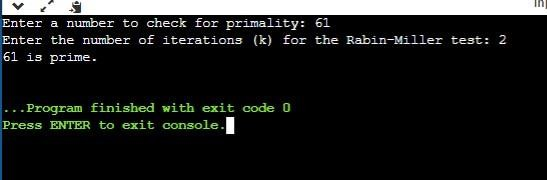 Enter a number to check for primality: 61
Enter the number of iterations (k) for the Rabin-Miller test: 2
61 is prime.
...Program finished with exit code 0
Press ENTER to exit console.